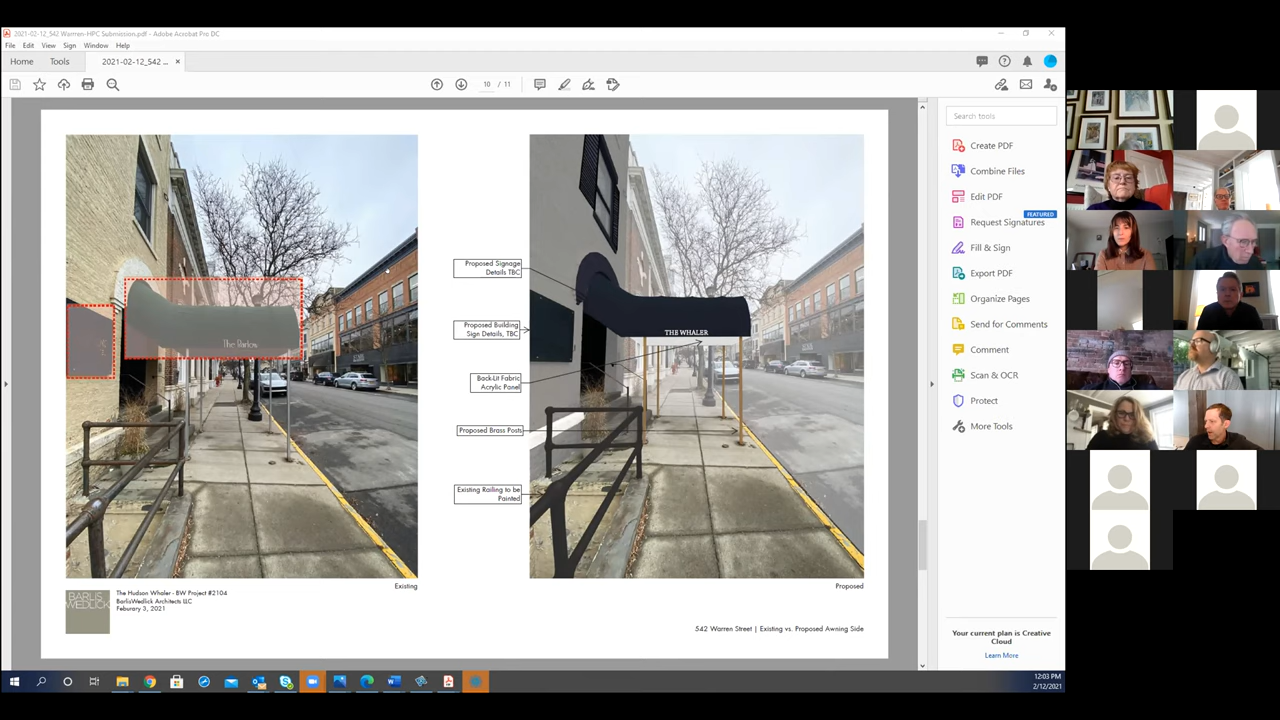 2021-02-12_542 Warrren-HPC Submission.pdf - Adobe Acrobat Pro DC
File Edit View Sign Window Help
Home Tools 2021-02-12_542 ... ×
10 / 11
Search tools
Create PDF
Combine Files
Edit PDF
FEATURED
Request Signatures
Fill & Sign
Export PDF
Organize Pages
Send for Comments
Comment
Scan & OCR
Protect
More Tools
Your current plan is Creative
Cloud
Learn More
The Barlow
Proposed Signage
Details TBC
Proposed Building
Sign Details, TBC
Back-Lit Fabric
Acrylic Panel
Proposed Brass Posts
Existing Railing to be
Painted
THE WHALER
Existing
Proposed
BARLIS
WEDLICK
The Hudson Whaler - BW Project #2104
BarlisWedlick Architects LLC
Feburary 3, 2021
542 Warren Street | Existing vs. Proposed Awning Side
12:03 PM
2/12/2021